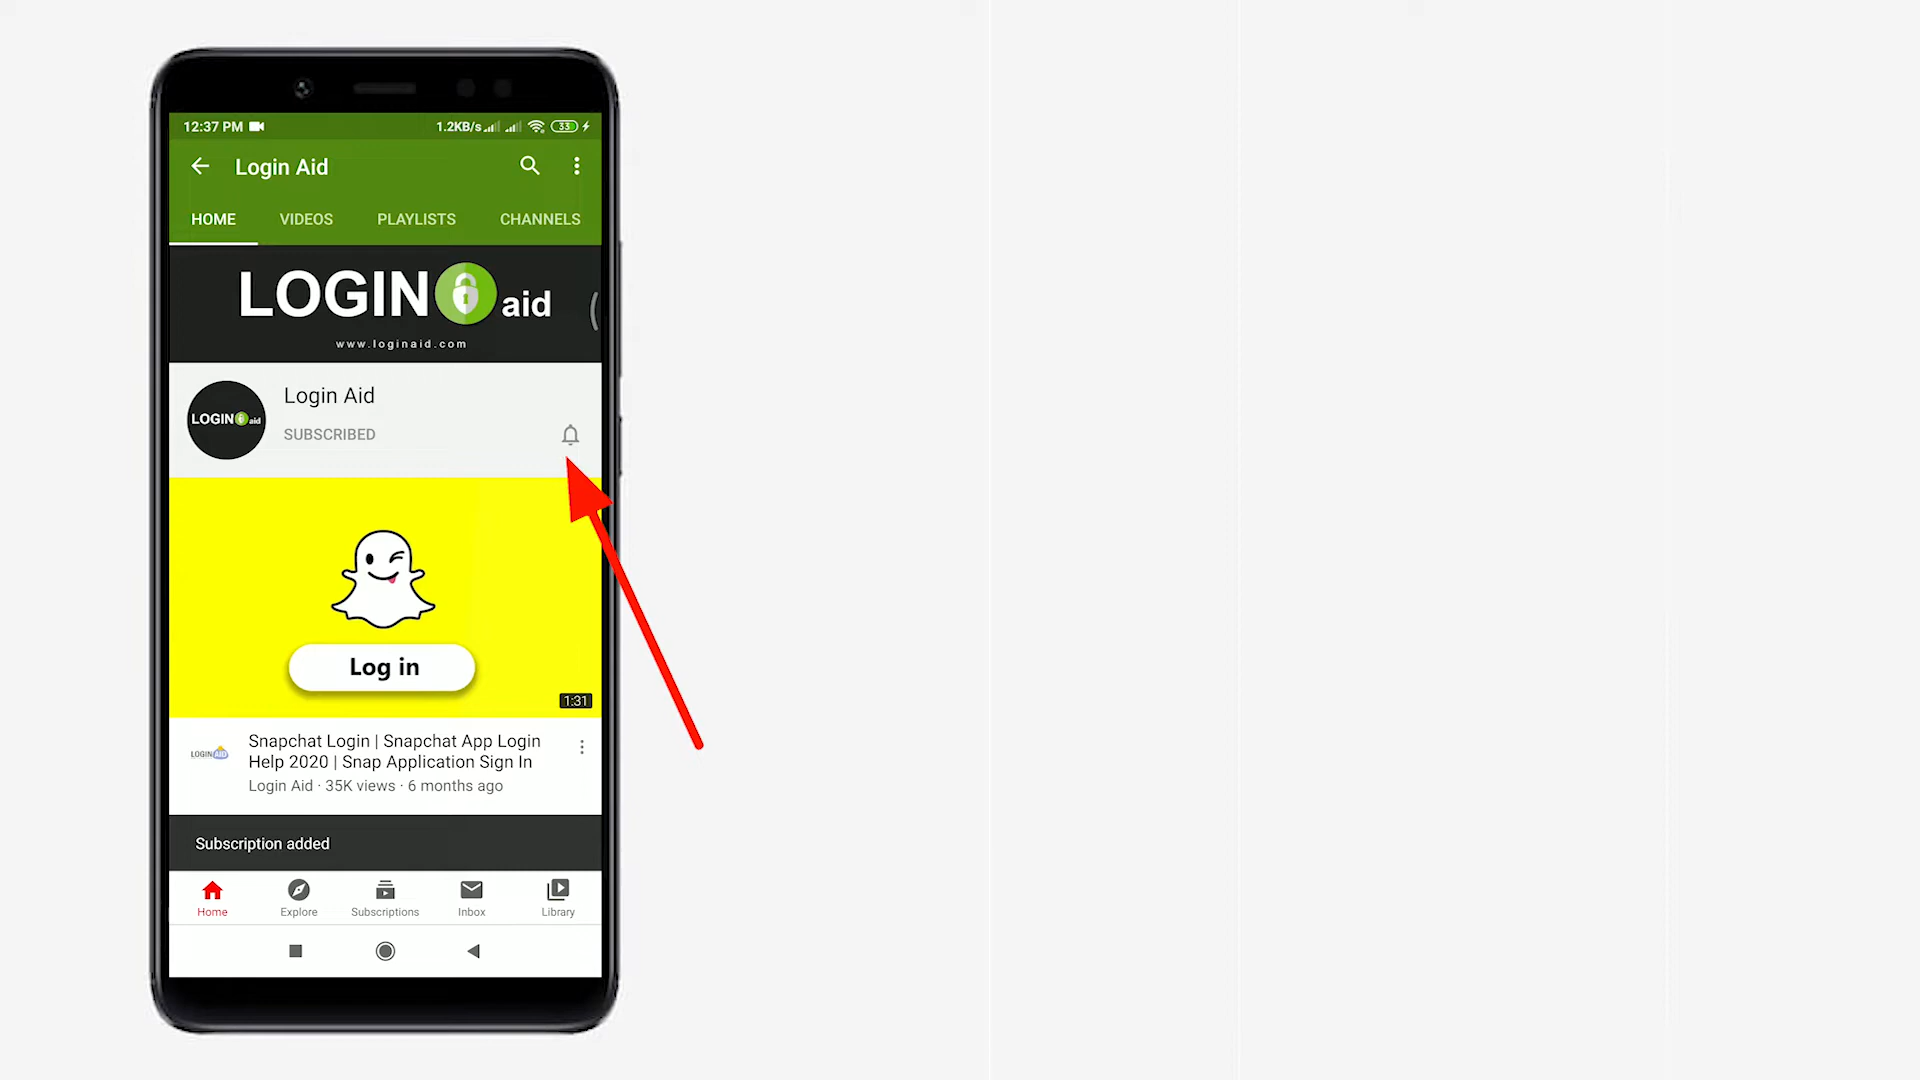 12:37 PM 1.2KB/s 33
Login Aid
HOME VIDEOS PLAYLISTS CHANNELS
LOGIN aid
www.loginaid.com
Login Aid
LOGIN aid
SUBSCRIBED
Log in
1:31
Snapchat Login | Snapchat App Login
LOGIN AID
Help 2020 | Snap Application Sign In
Login Aid · 35K views · 6 months ago
Subscription added
Home Explore Subscriptions Inbox Library